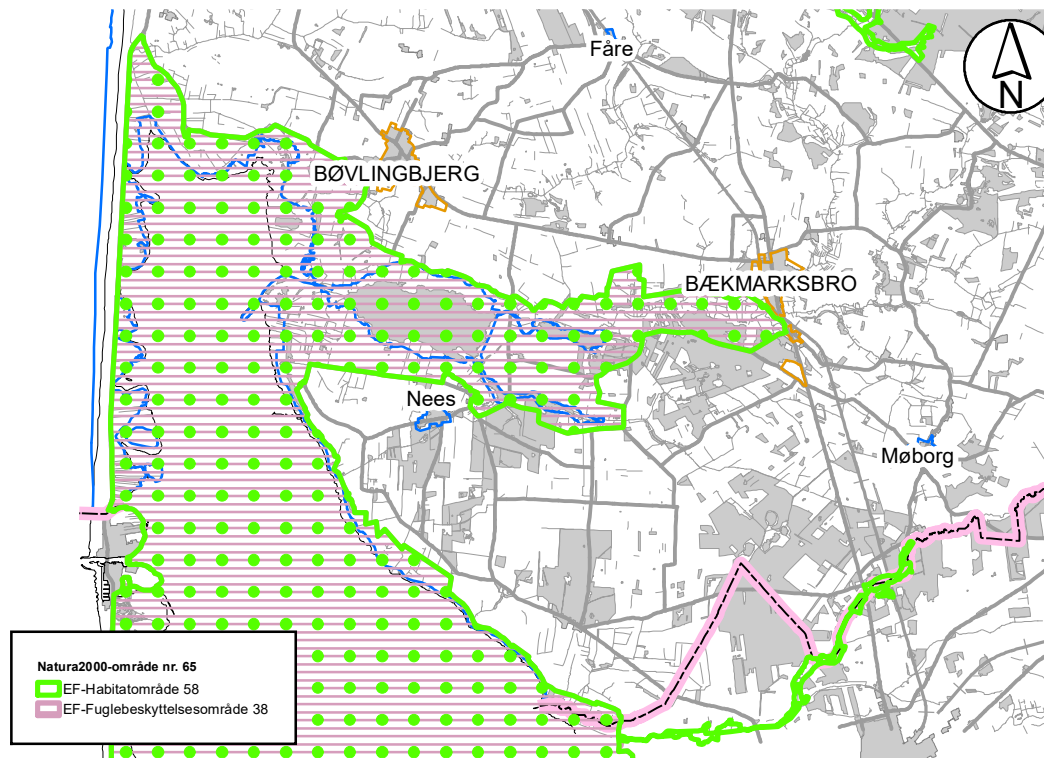 Fåre
N
BØVLINGBJERG
BÆKMARKSBRO
Nees
Møborg
Natura2000-område nr. 65
EF-Habitatområde 58
EF-Fuglebeskyttelsesområde 38